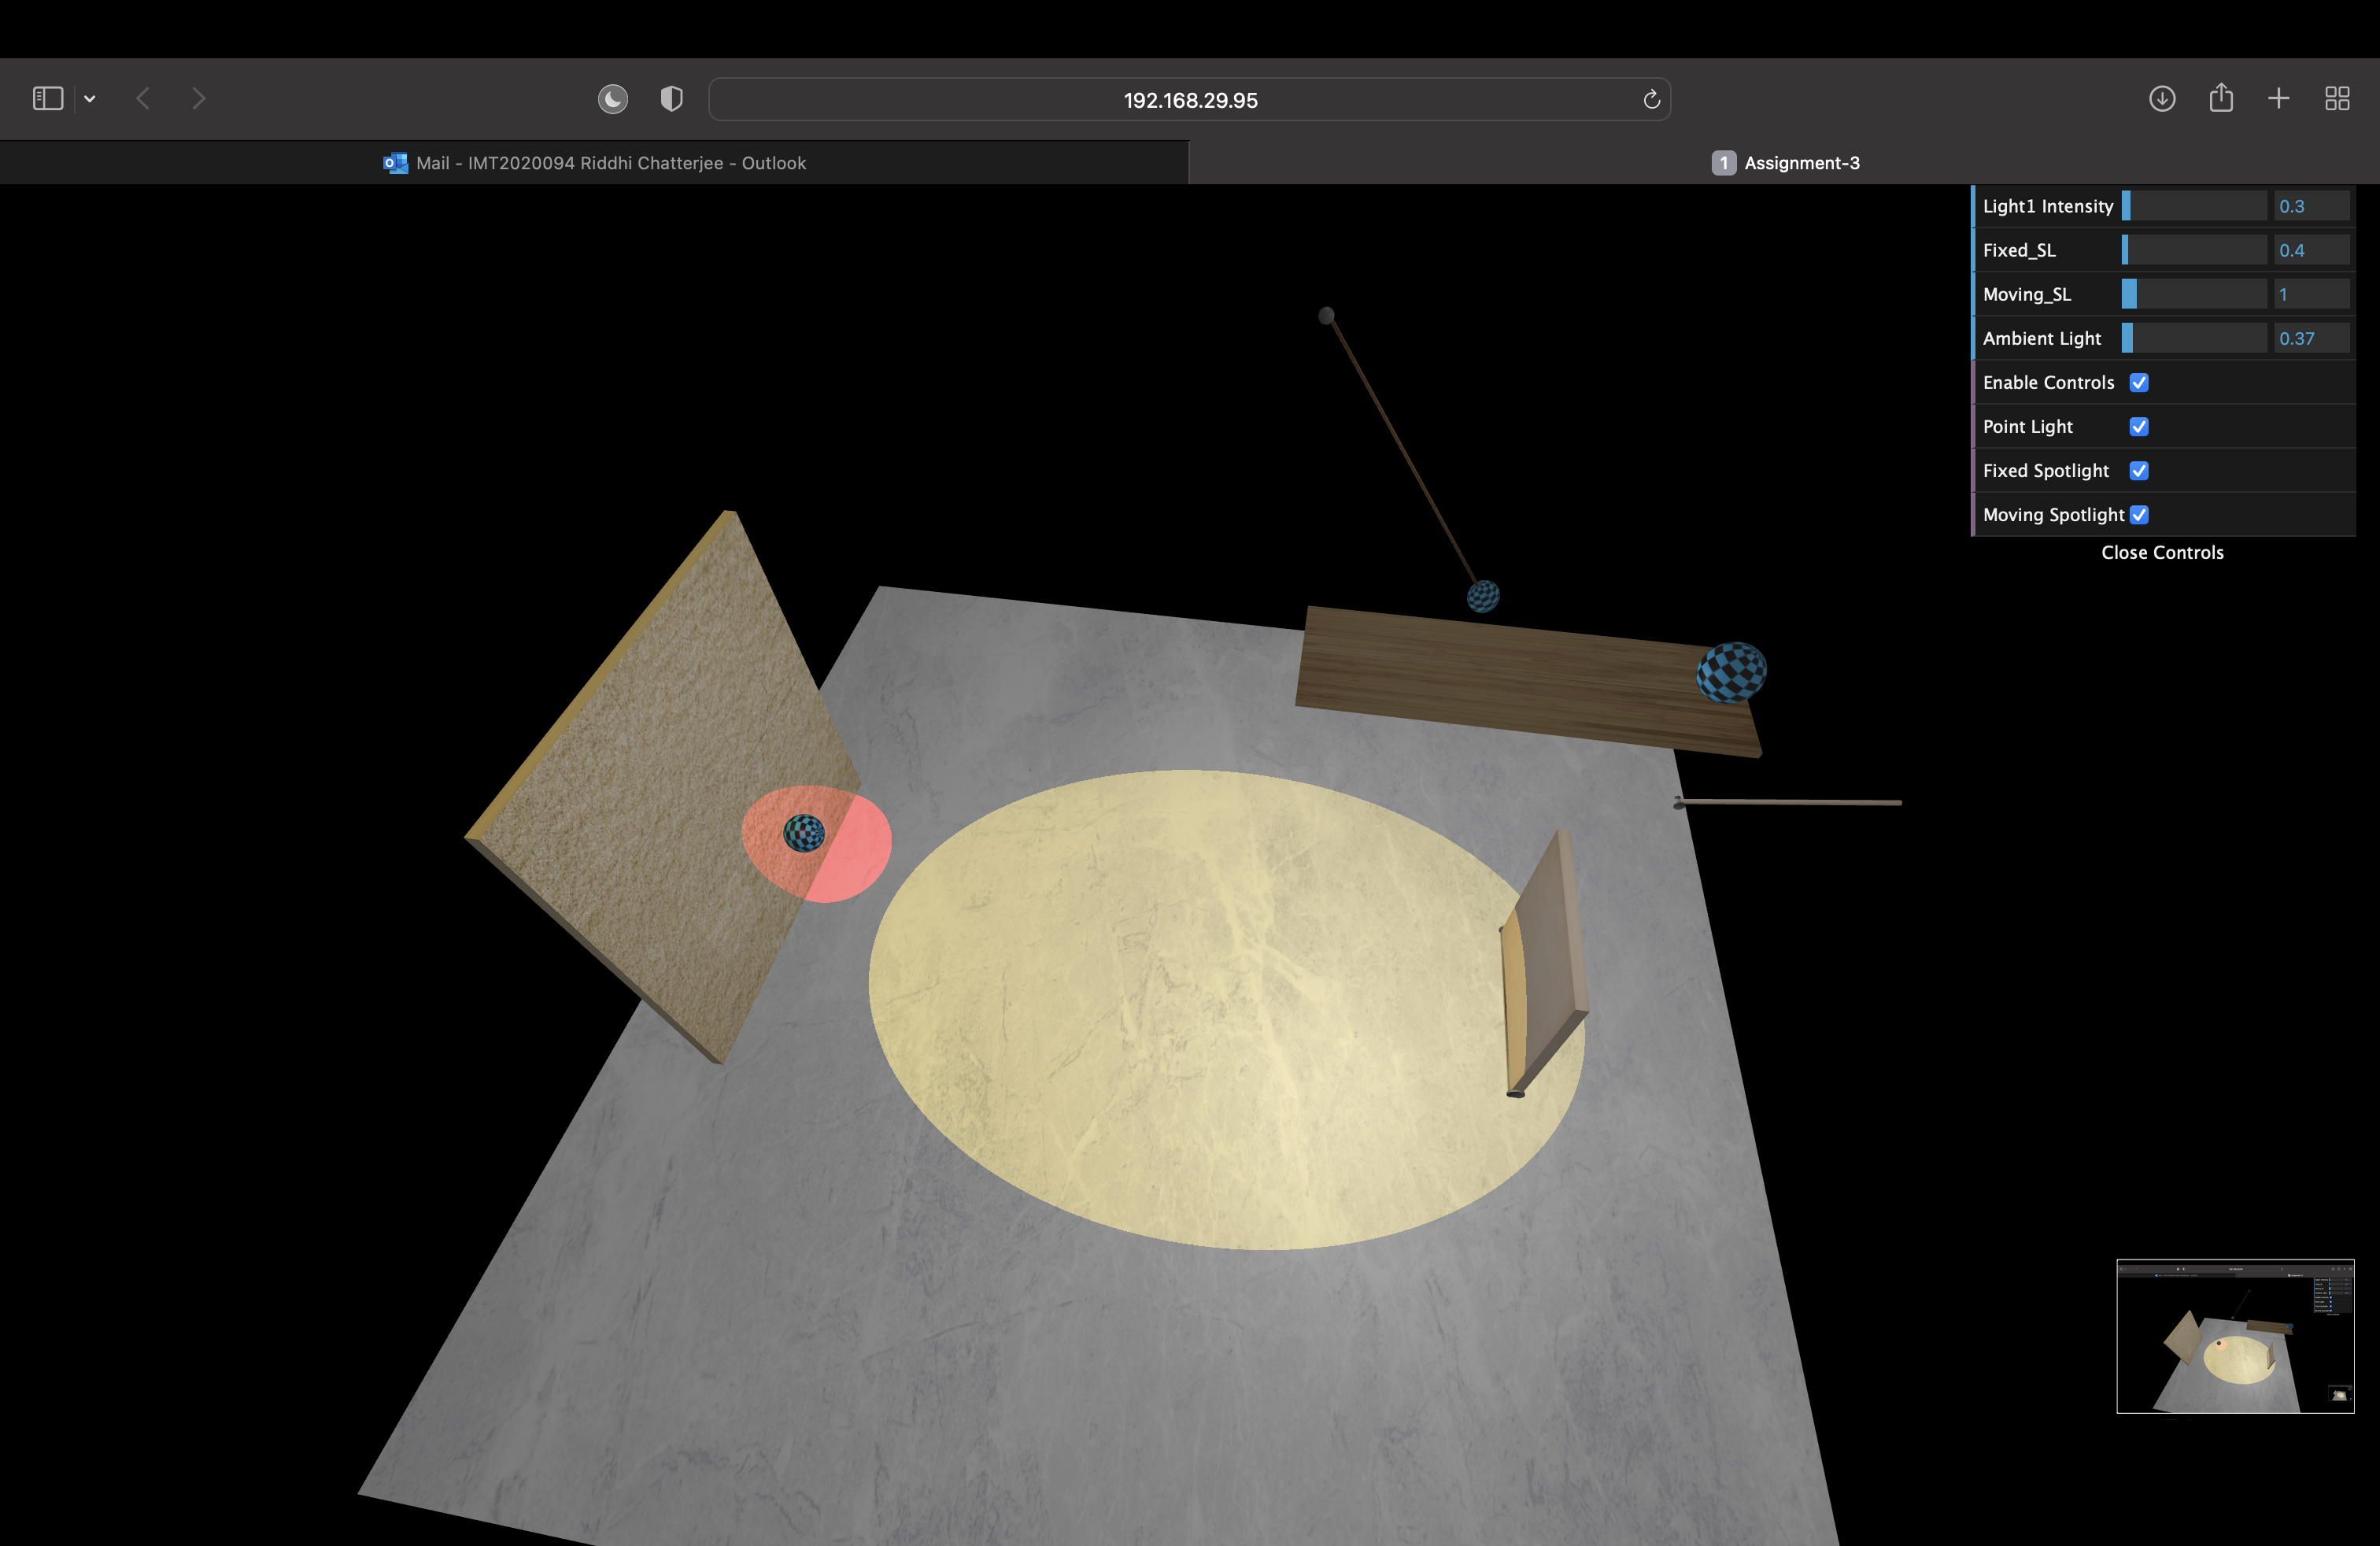 192.168.29.95
Mail - IMT2020094 Riddhi Chatterjee - Outlook
1 Assignment-3
Light1 Intensity 0.3
Fixed_SL 0.4
Moving_SL 1
Ambient Light 0.37
Enable Controls
Point Light
Fixed Spotlight
Moving Spotlight
Close Controls